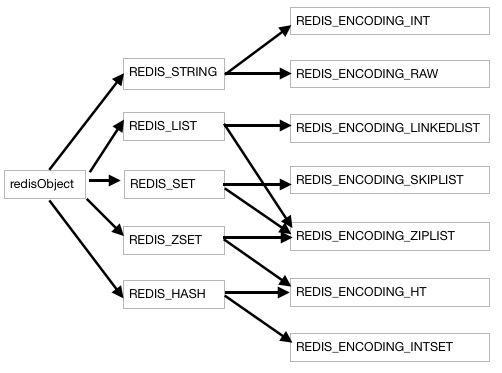 redisObject
REDIS_STRING
REDIS_LIST
REDIS_SET
REDIS_ZSET
REDIS_HASH
REDIS_ENCODING_INT
REDIS_ENCODING_RAW
REDIS_ENCODING_LINKEDLIST
REDIS_ENCODING_SKIPLIST
REDIS_ENCODING_ZIPLIST
REDIS_ENCODING_HT
REDIS_ENCODING_INTSET